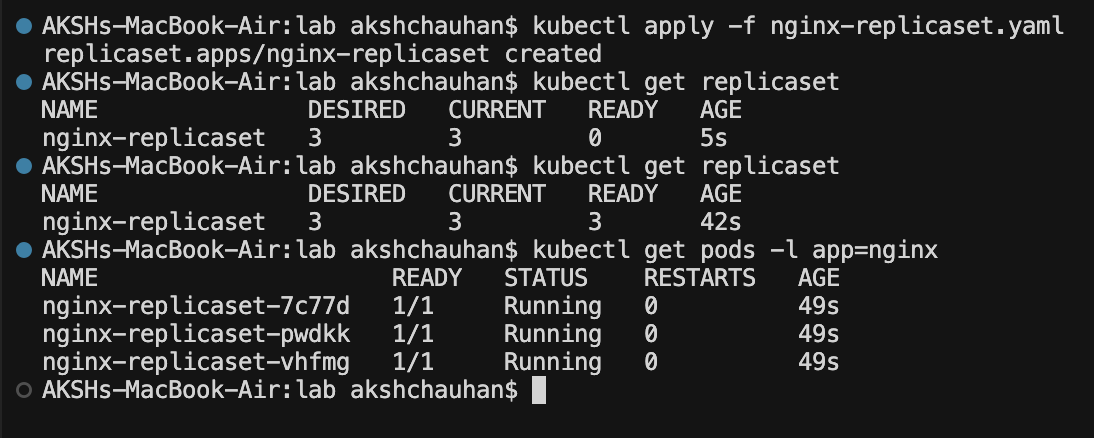 AKSHs-MacBook-Air:lab akshchauhan$ kubectl apply -f nginx-replicaset.yaml
replicaset.apps/nginx-replicaset created
AKSHs-MacBook-Air:lab akshchauhan$ kubectl get replicaset
NAME DESIRED CURRENT READY AGE
nginx-replicaset 3 3 0 5s
AKSHs-MacBook-Air:lab akshchauhan$ kubectl get replicaset
NAME DESIRED CURRENT READY AGE
nginx-replicaset 3 3 3 42s
AKSHs-MacBook-Air:lab akshchauhan$ kubectl get pods -l app=nginx
NAME READY STATUS RESTARTS AGE
nginx-replicaset-7c77d 1/1 Running 0 49s
nginx-replicaset-pwdkk 1/1 Running 0 49s
nginx-replicaset-vhfmg 1/1 Running 0 49s
AKSHs-MacBook-Air:lab akshchauhan$